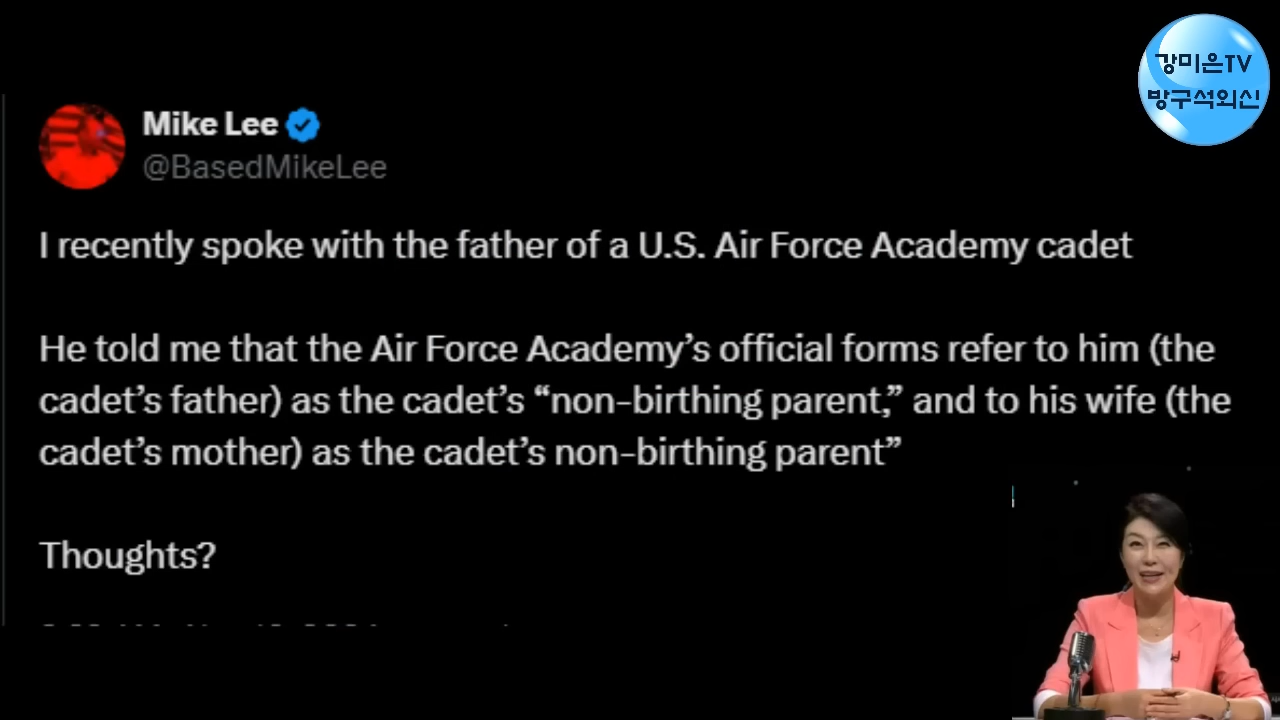 강미은TV
방구석외신
Mike Lee
@BasedMikeLee
I recently spoke with the father of a U.S. Air Force Academy cadet
He told me that the Air Force Academy’s official forms refer to him (the
cadet’s father) as the cadet’s “non-birthing parent,” and to his wife (the
cadet’s mother) as the cadet’s non-birthing parent”
Thoughts?